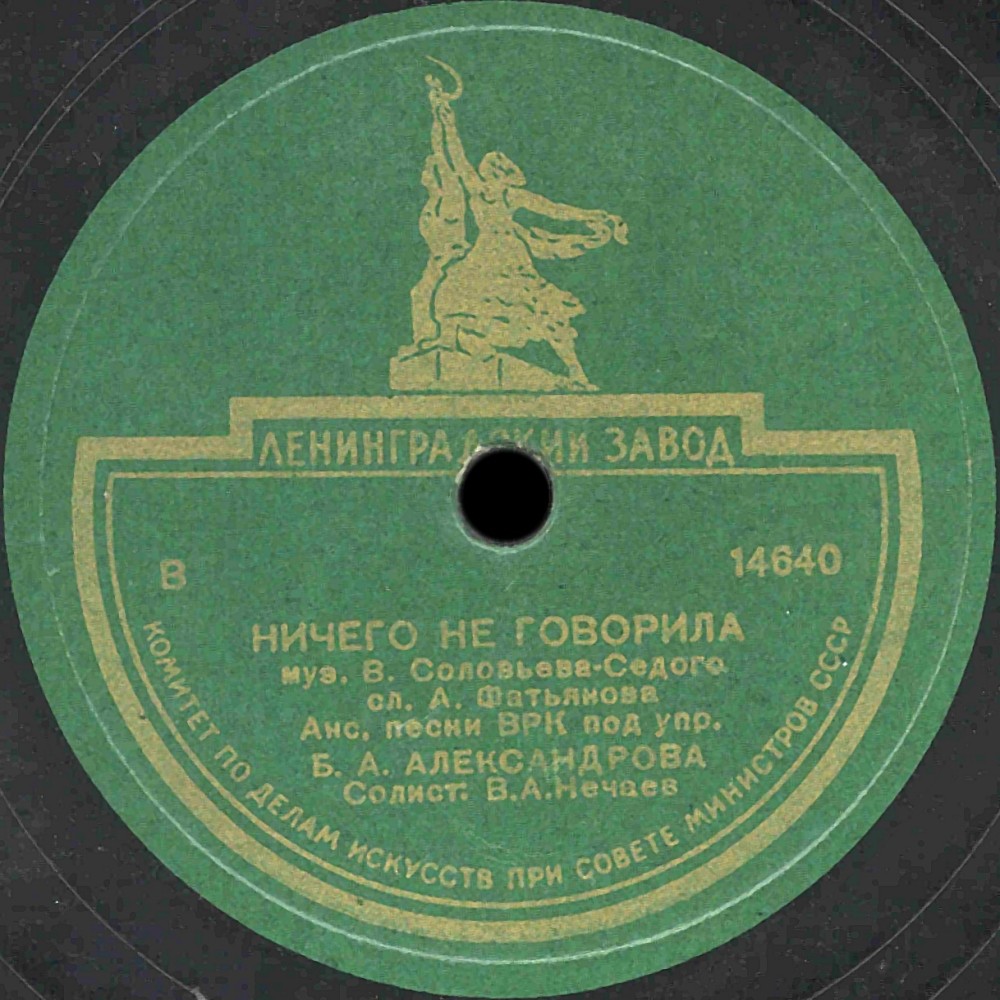 ЛЕНИНГРАДСКИЙ ЗАВОД
В
14640
НИЧЕГО НЕ ГОВОРИЛА
муз. В. Соловьева-Седого
сл. А. Фатьянова
Анс. песни ВРК под упр.
Б. А. АЛЕКСАНДРОВА
Солист: В.А.Нечаев
КОМИТЕТ ПО ДЕЛАМ ИСКУССТВ ПРИ СОВЕТЕ МИНИСТРОВ СССР